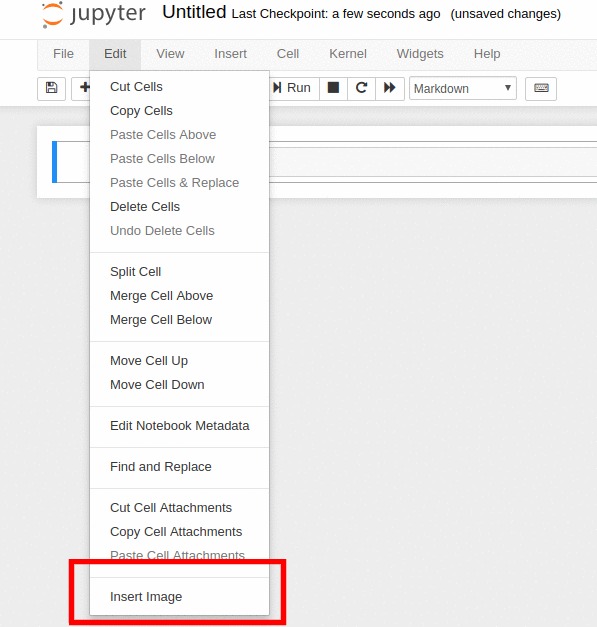 jupyter Untitled Last Checkpoint: a few seconds ago (unsaved changes)
File Edit View Insert Cell Kernel Widgets Help
Run Markdown
Cut Cells
Copy Cells
Paste Cells Above
Paste Cells Below
Paste Cells & Replace
Delete Cells
Undo Delete Cells
Split Cell
Merge Cell Above
Merge Cell Below
Move Cell Up
Move Cell Down
Edit Notebook Metadata
Find and Replace
Cut Cell Attachments
Copy Cell Attachments
Paste Cell Attachments
Insert Image